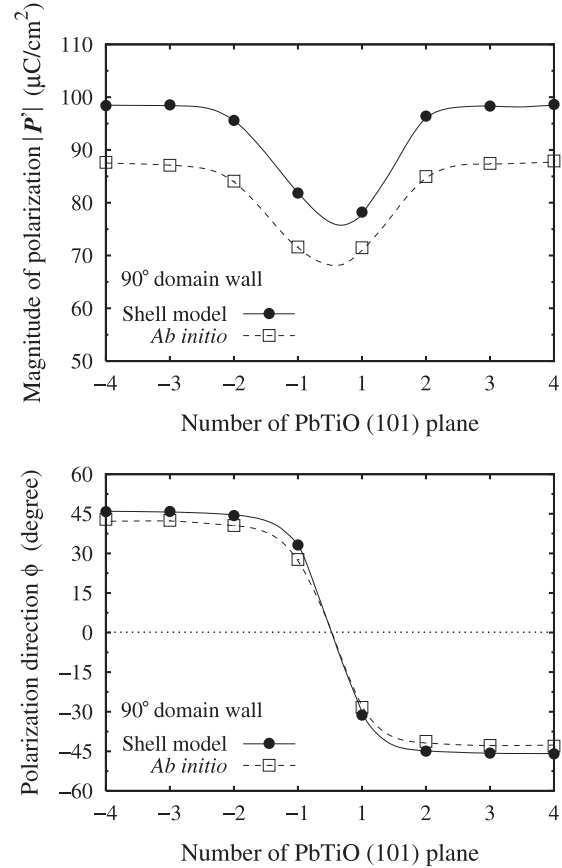 Magnitude of polarization |P'| (μC/cm²)
110
100
90
80
70
60
50
90° domain wall
Shell model
Ab initio
−4 −3 −2 −1 1 2 3 4
Number of PbTiO (101) plane
Polarization direction ϕ (degree)
60
45
30
15
0
−15
−30
−45
−60
90° domain wall
Shell model
Ab initio
−4 −3 −2 −1 1 2 3 4
Number of PbTiO (101) plane